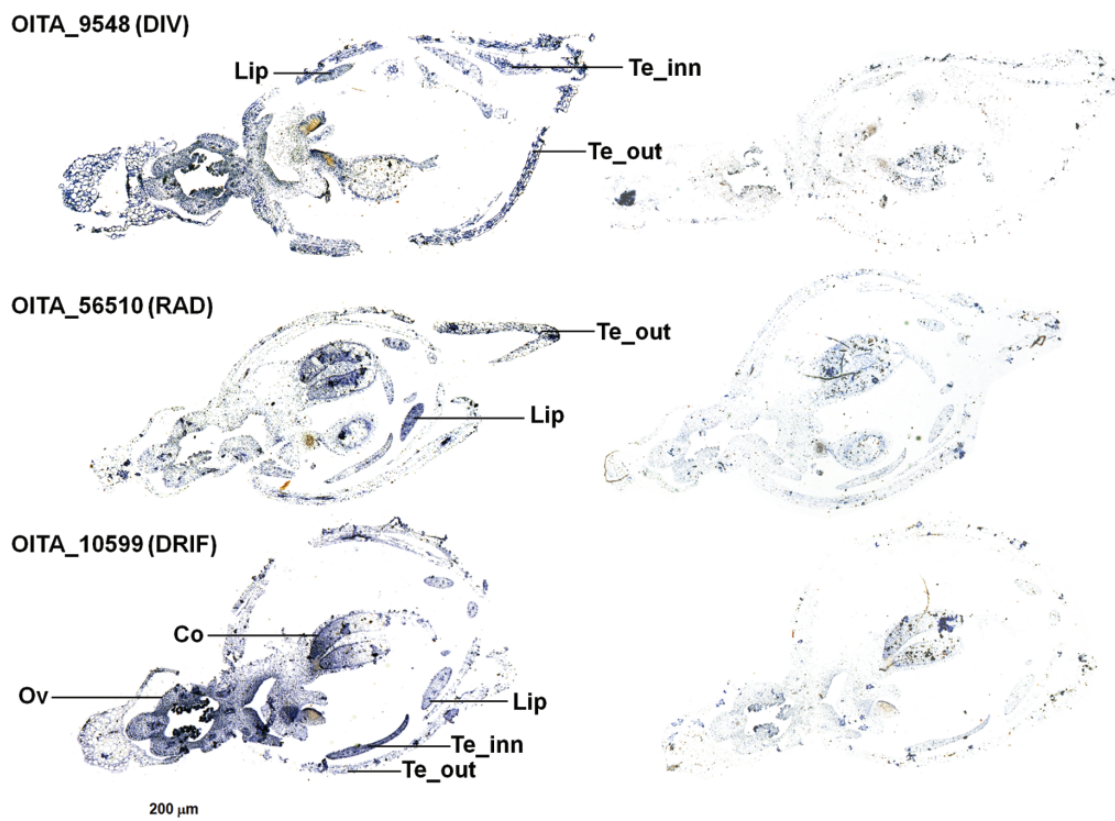 OITA_9548 (DIV)
Lip
Te_inn
Te_out
OITA_56510 (RAD)
Te_out
Lip
OITA_10599 (DRIF)
Co
Ov
Lip
Te_inn
Te_out
200 μm